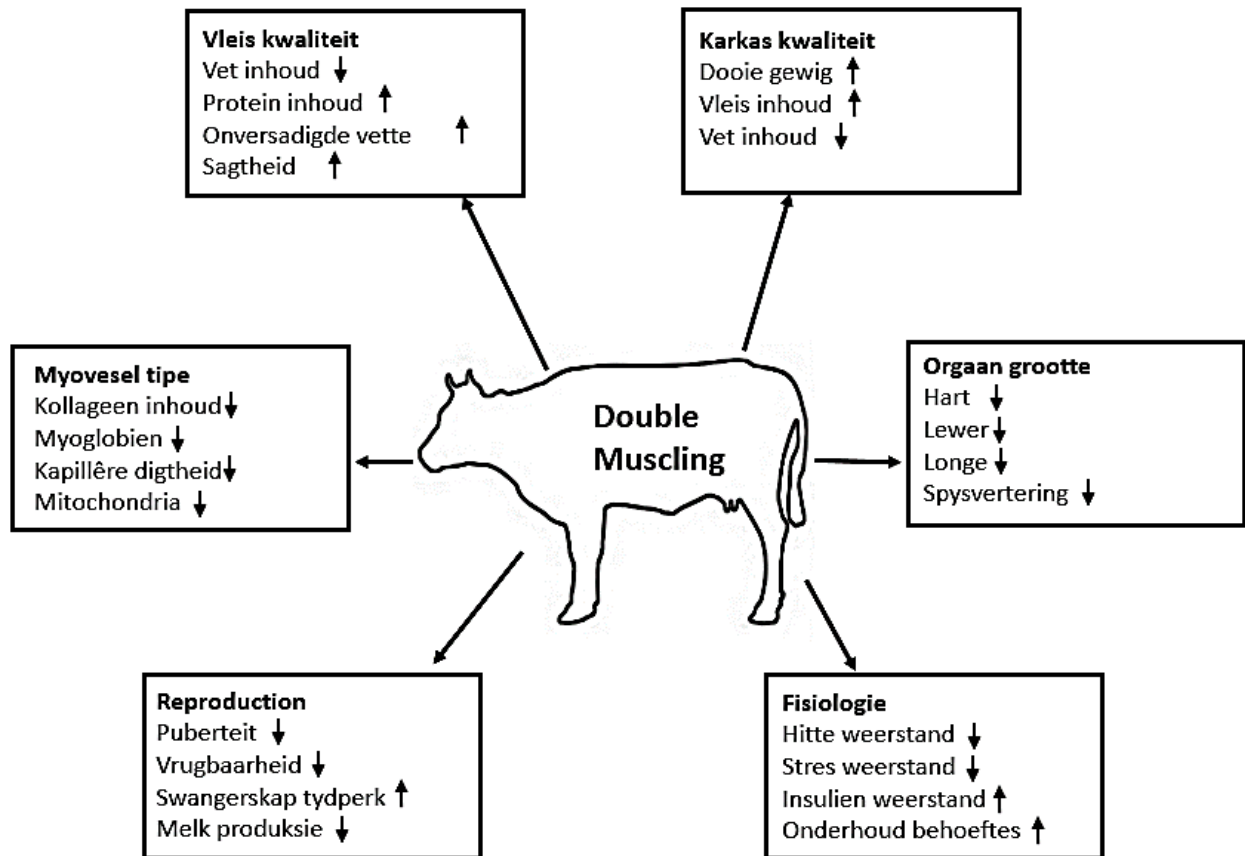 Vleis kwaliteit
Vet inhoud ↓
Protein inhoud ↑
Onversadigde vette ↑
Sagtheid ↑
Karkas kwaliteit
Dooie gewig ↑
Vleis inhoud ↑
Vet inhoud ↓
Myovesel tipe
Kollageen inhoud ↓
Myoglobien ↓
Kapillêre digtheid ↓
Mitochondria ↓
Double
Muscling
Orgaan grootte
Hart ↓
Lewer ↓
Longe ↓
Spysvertering ↓
Reproduction
Puberteit ↓
Vrugbaarheid ↓
Swangerskap tydperk ↑
Melk produksie ↓
Fisiologie
Hitte weerstand ↓
Stres weerstand ↓
Insulien weerstand ↑
Onderhoud behoeftes ↑